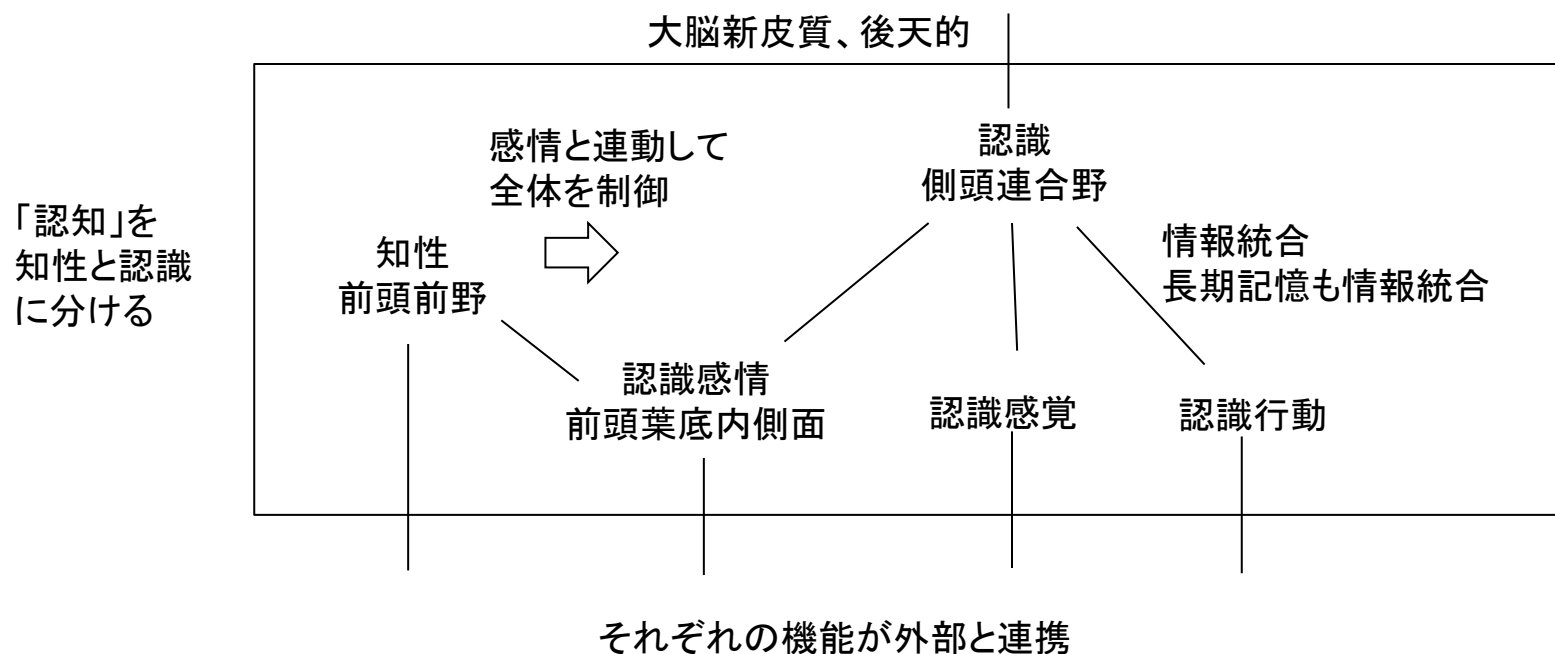 大脳新皮質、後天的
感情と連動して
全体を制御
認識
側頭連合野
「認知」を
知性と認識
に分ける
知性
前頭前野
情報統合
長期記憶も情報統合
認識感情
前頭葉底内側面
認識感覚
認識行動
それぞれの機能が外部と連携